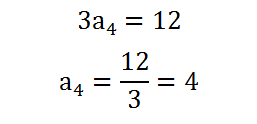 3a₄ = 12
a₄ = 12/3 = 4